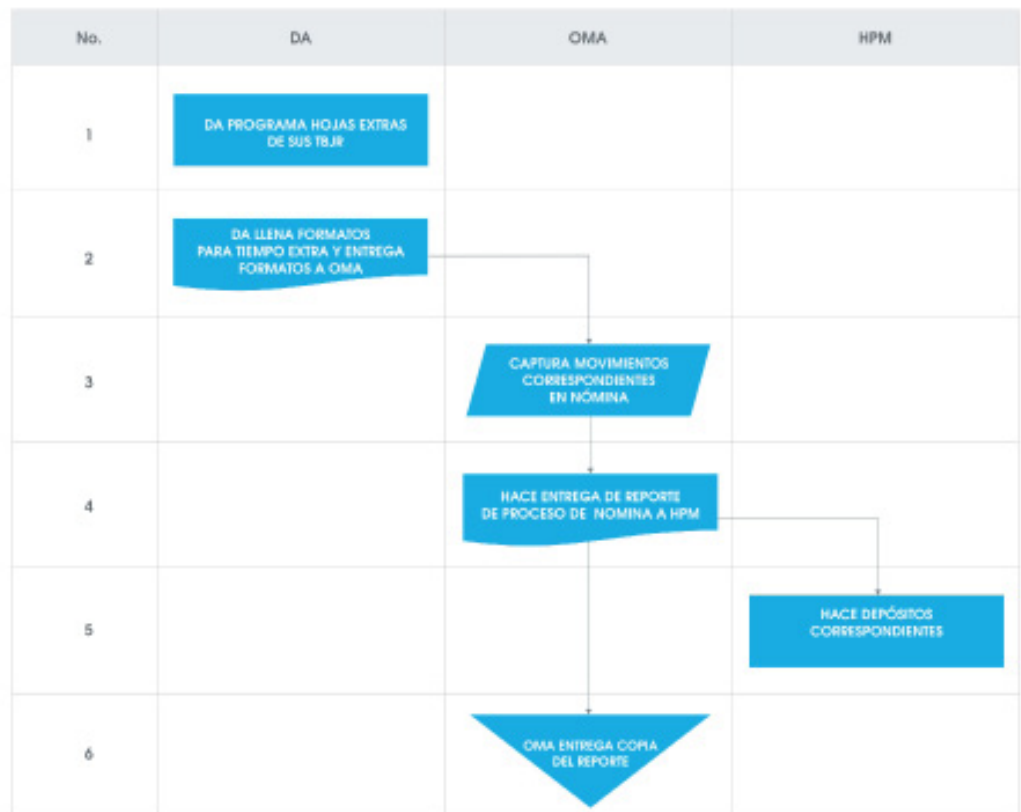 No. DA OMA HPM
1
DA PROGRAMA HOJAS EXTRAS
DE SUS TBJR
2
DA LLENA FORMATOS
PARA TIEMPO EXTRA Y ENTREGA
FORMATOS A OMA
3
CAPTURA MOVIMIENTOS
CORRESPONDIENTES
EN NÓMINA
4
HACE ENTREGA DE REPORTE
DE PROCESO DE NOMINA A HPM
5
HACE DEPÓSITOS
CORRESPONDIENTES
6
OMA ENTREGA COPIA
DEL REPORTE